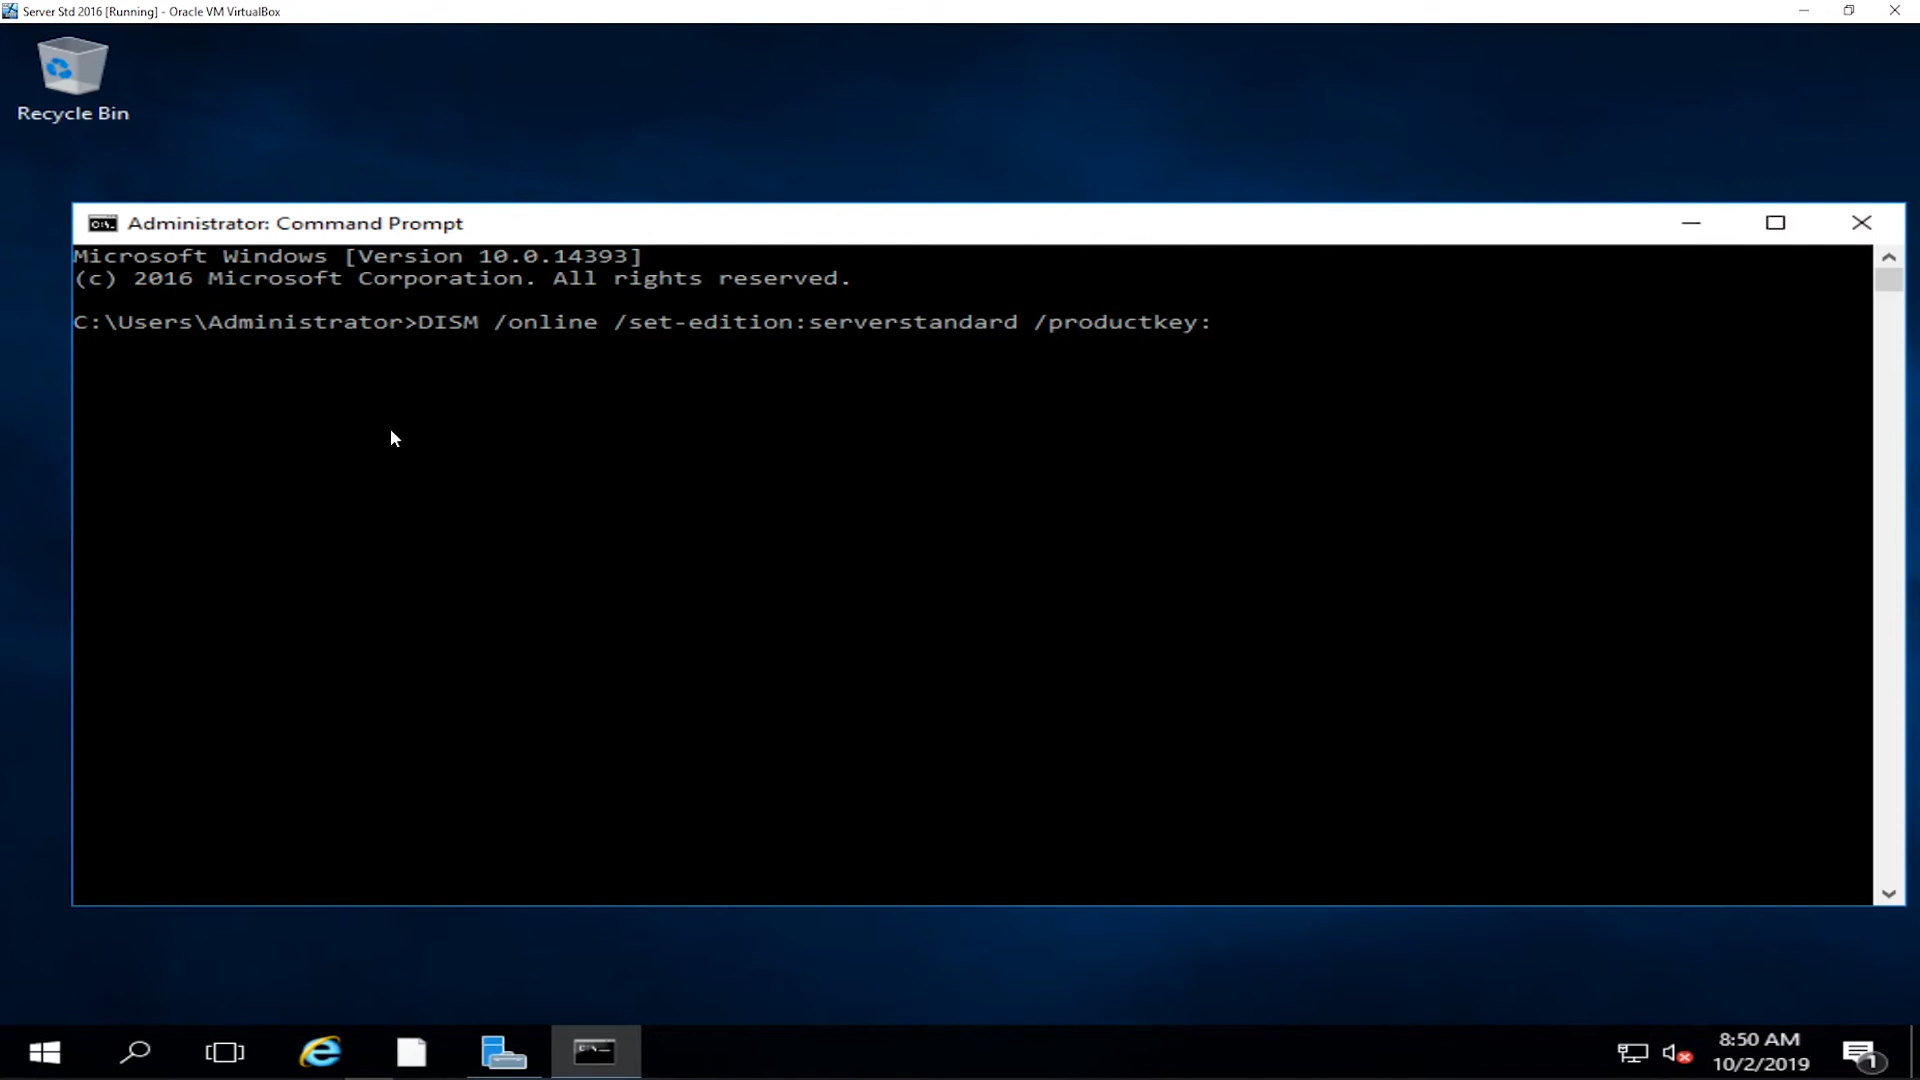 Server Std 2016 [Running] - Oracle VM VirtualBox
Recycle Bin
Administrator: Command Prompt
Microsoft Windows [Version 10.0.14393]
(c) 2016 Microsoft Corporation. All rights reserved.
C:\Users\Administrator>DISM /online /set-edition:serverstandard /productkey:
8:50 AM
10/2/2019
1